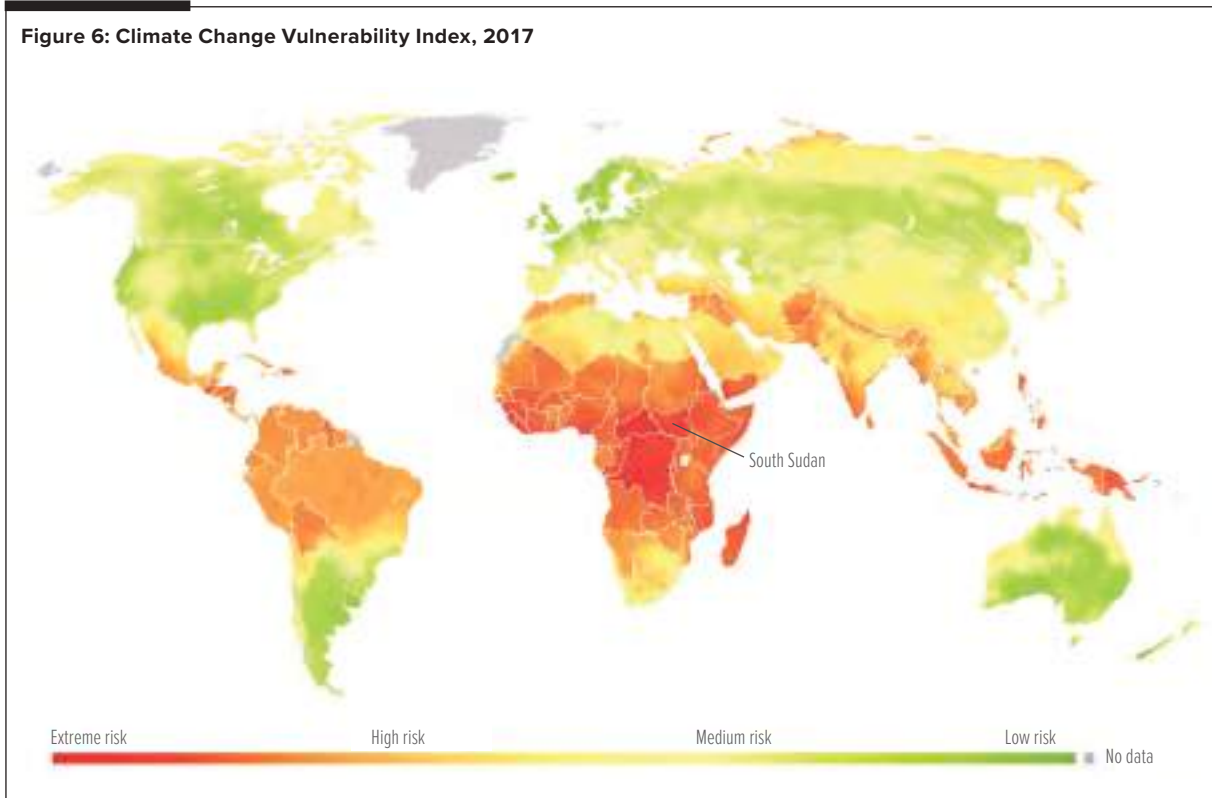 Figure 6: Climate Change Vulnerability Index, 2017
South Sudan
Extreme risk High risk Medium risk Low risk
No data